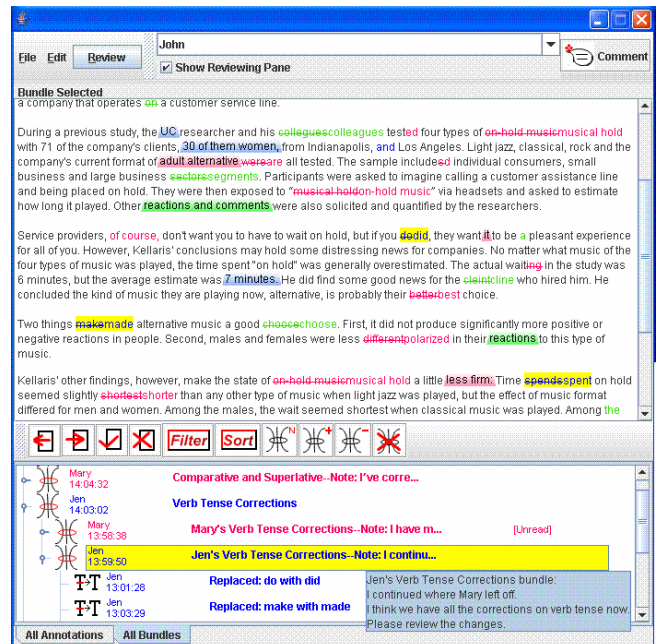 John
File Edit Review
Show Reviewing Pane
Comment
Bundle Selected
a company that operates on a customer service line.
During a previous study, the UC researcher and his colleguescolleagues tested four types of on-hold musicmusical hold
with 71 of the company's clients, 30 of them women, from Indianapolis, and Los Angeles. Light jazz, classical, rock and the
company's current format of adult alternative wereare all tested. The sample includesd individual consumers, small
business and large business sectorssegments. Participants were asked to imagine calling a customer assistance line
and being placed on hold. They were then exposed to "musical holdon-hold music" via headsets and asked to estimate
how long it played. Other reactions and comments were also solicited and quantified by the researchers.
Service providers, of course, don't want you to have to wait on hold, but if you dodid, they want it to be a pleasant experience
for all of you. However, Kellaris' conclusions may hold some distressing news for companies. No matter what music of the
four types of music was played, the time spent "on hold" was generally overestimated. The actual waiting in the study was
6 minutes, but the average estimate was 7 minutes. He did find some good news for the cleintcline who hired him. He
concluded the kind of music they are playing now, alternative, is probably their betterbest choice.
Two things makemade alternative music a good choocechoose. First, it did not produce significantly more positive or
negative reactions in people. Second, males and females were less differentpolarized in their reactions to this type of
music.
Kellaris' other findings, however, make the state of on-hold musicmusical hold a little less firm: Time spendsspent on hold
seemed slightly shortestshorter than any other type of music when light jazz was played, but the effect of music format
differed for men and women. Among the males, the wait seemed shortest when classical music was played. Among the
Filter Sort N + -
Mary
14:04:32 Comparative and Superlative--Note: I've corre...
Jen
14:03:02 Verb Tense Corrections
Mary
13:58:38 Mary's Verb Tense Corrections--Note: I have m... [Unread]
Jen
13:59:50 Jen's Verb Tense Corrections--Note: I continu...
T T Jen
13:01:28 Replaced: do with did
T T Jen
13:03:29 Replaced: make with made
Jen's Verb Tense Corrections bundle:
I continued where Mary left off.
I think we have all the corrections on verb tense now.
Please review the changes.
All Annotations All Bundles